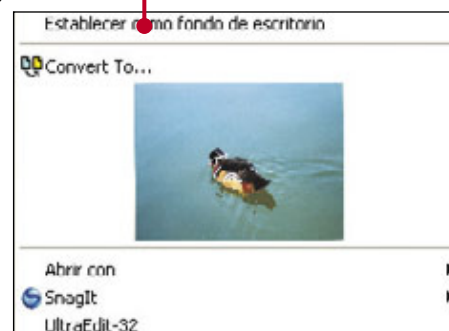 Establecer como fondo de escritorio
Convert To...
Abrir con
SnagIt
UltraEdit-32